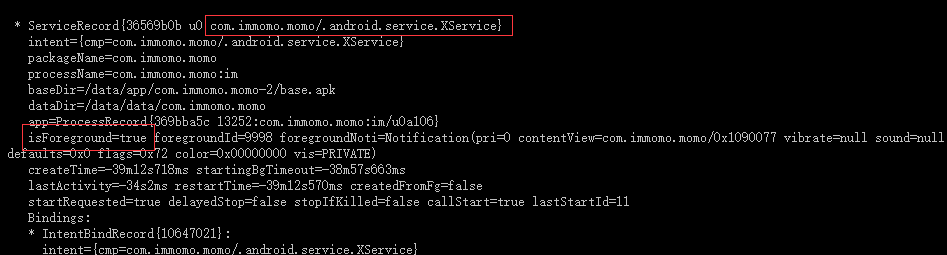 * ServiceRecord{36569b0b u0 com.immomo.momo/.android.service.XService}
intent={cmp=com.immomo.momo/.android.service.XService}
packageName=com.immomo.momo
processName=com.immomo.momo:im
baseDir=/data/app/com.immomo.momo-2/base.apk
dataDir=/data/data/com.immomo.momo
app=ProcessRecord{369bba5c 13252:com.immomo.momo:im/u0a106}
isForeground=true foregroundId=9998 foregroundNoti=Notification(pri=0 contentView=com.immomo.momo/0x1090077 vibrate=null sound=null
defaults=0x0 flags=0x72 color=0x00000000 vis=PRIVATE)
createTime=-39m12s718ms startingBgTimeout=-38m57s663ms
lastActivity=-34s2ms restartTime=-39m12s570ms createdFromFg=false
startRequested=true delayedStop=false stopIfKilled=false callStart=true lastStartId=11
Bindings:
* IntentBindRecord{10647021}:
intent={cmp=com.immomo.momo/.android.service.XService}